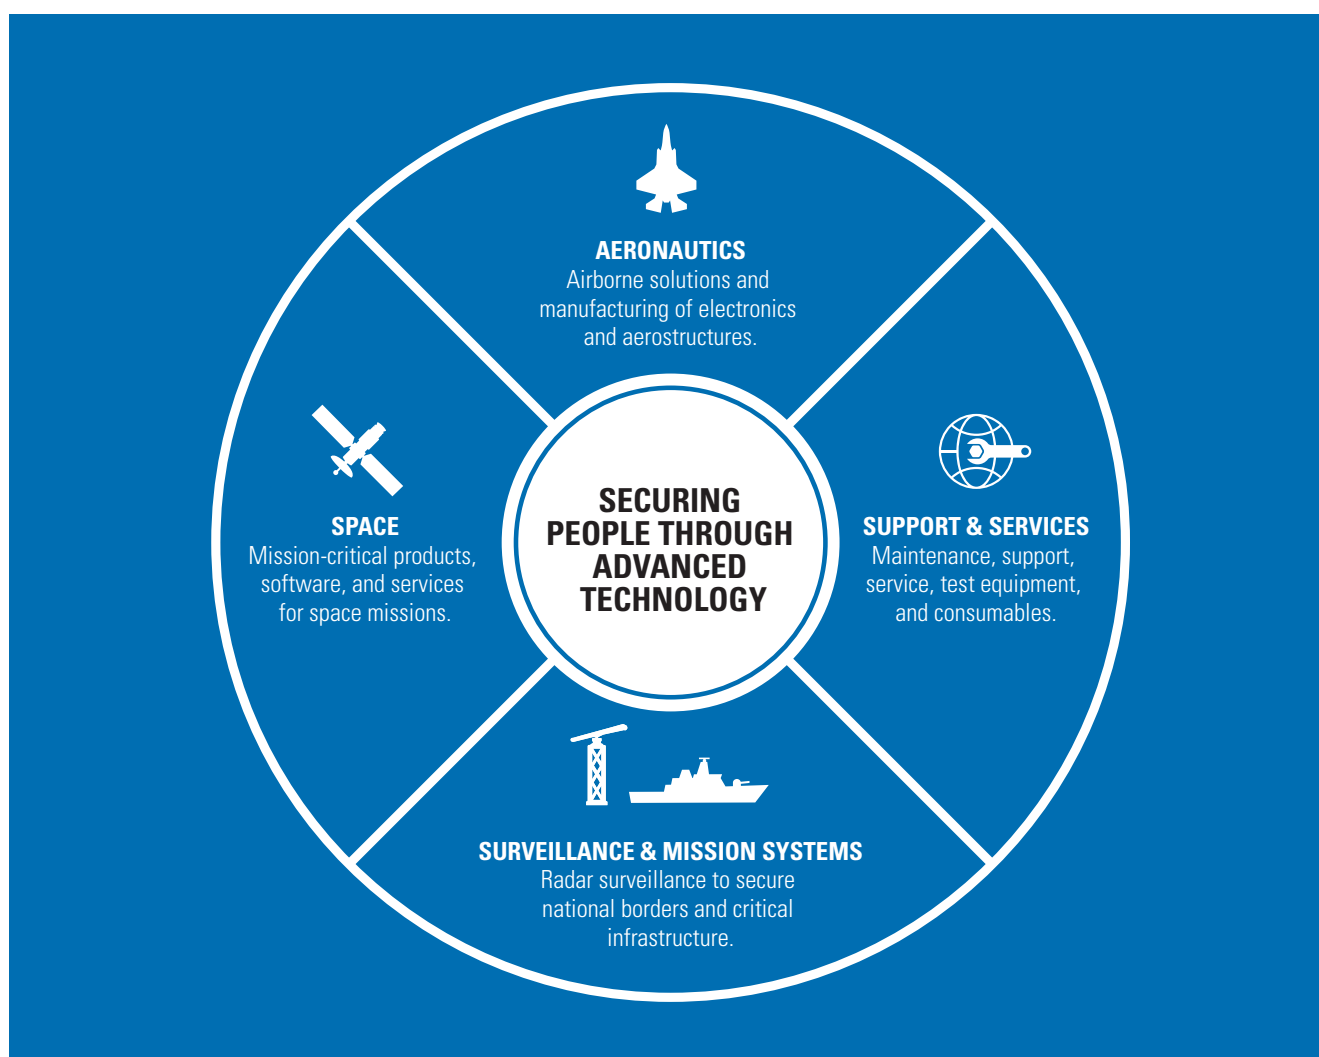 AERONAUTICS
Airborne solutions and
manufacturing of electronics
and aerostructures.
SPACE
Mission-critical products,
software, and services
for space missions.
SECURING
PEOPLE THROUGH
ADVANCED
TECHNOLOGY
SUPPORT & SERVICES
Maintenance, support,
service, test equipment,
and consumables.
SURVEILLANCE & MISSION SYSTEMS
Radar surveillance to secure
national borders and critical
infrastructure.